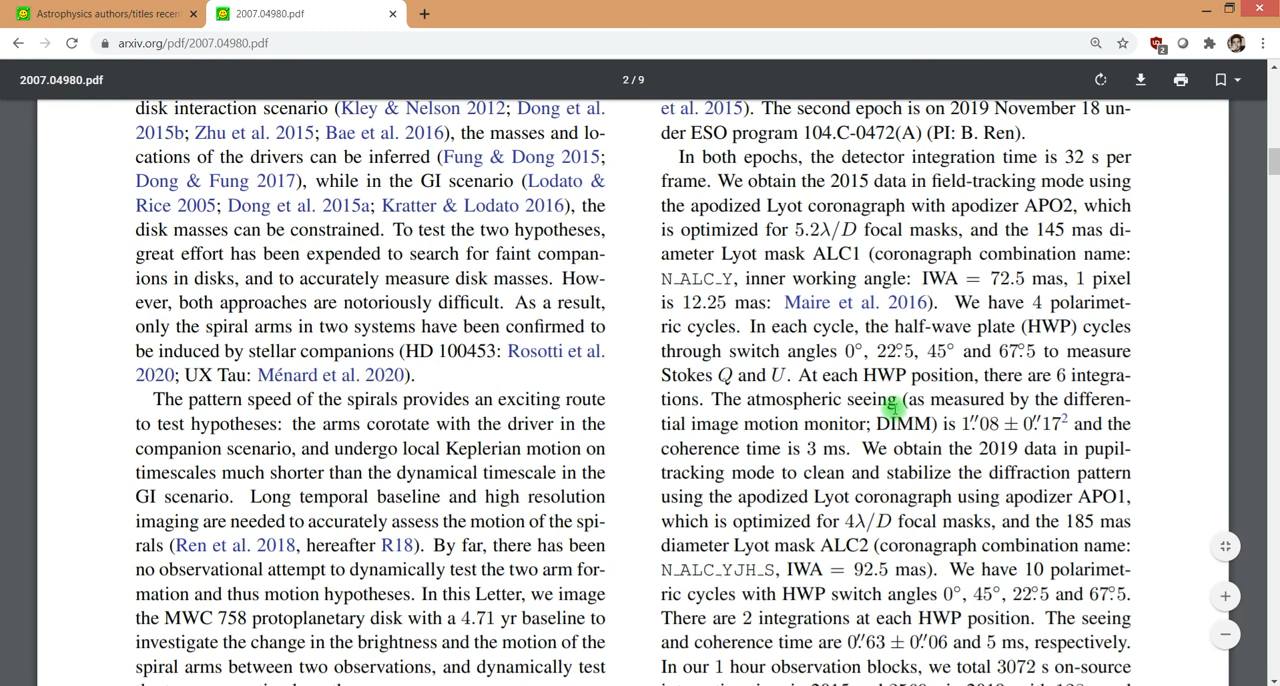 Astrophysics authors/titles recen
2007.04980.pdf
arxiv.org/pdf/2007.04980.pdf
2
2007.04980.pdf
2 / 9
disk interaction scenario (Kley & Nelson 2012; Dong et al.
2015b; Zhu et al. 2015; Bae et al. 2016), the masses and lo-
cations of the drivers can be inferred (Fung & Dong 2015;
Dong & Fung 2017), while in the GI scenario (Lodato &
Rice 2005; Dong et al. 2015a; Kratter & Lodato 2016), the
disk masses can be constrained. To test the two hypotheses,
great effort has been expended to search for faint compan-
ions in disks, and to accurately measure disk masses. How-
ever, both approaches are notoriously difficult. As a result,
only the spiral arms in two systems have been confirmed to
be induced by stellar companions (HD 100453: Rosotti et al.
2020; UX Tau: Ménard et al. 2020).
The pattern speed of the spirals provides an exciting route
to test hypotheses: the arms corotate with the driver in the
companion scenario, and undergo local Keplerian motion on
timescales much shorter than the dynamical timescale in the
GI scenario. Long temporal baseline and high resolution
imaging are needed to accurately assess the motion of the spi-
rals (Ren et al. 2018, hereafter R18). By far, there has been
no observational attempt to dynamically test the two arm for-
mation and thus motion hypotheses. In this Letter, we image
the MWC 758 protoplanetary disk with a 4.71 yr baseline to
investigate the change in the brightness and the motion of the
spiral arms between two observations, and dynamically test
et al. 2015). The second epoch is on 2019 November 18 un-
der ESO program 104.C-0472(A) (PI: B. Ren).
In both epochs, the detector integration time is 32 s per
frame. We obtain the 2015 data in field-tracking mode using
the apodized Lyot coronagraph with apodizer APO2, which
is optimized for 5.2λ/D focal masks, and the 145 mas di-
ameter Lyot mask ALC1 (coronagraph combination name:
N_ALC_Y, inner working angle: IWA = 72.5 mas, 1 pixel
is 12.25 mas: Maire et al. 2016). We have 4 polarimet-
ric cycles. In each cycle, the half-wave plate (HWP) cycles
through switch angles 0°, 22°.5, 45° and 67°.5 to measure
Stokes Q and U. At each HWP position, there are 6 integra-
tions. The atmospheric seeing (as measured by the differen-
tial image motion monitor; DIMM) is 1″.08 ± 0″.17² and the
coherence time is 3 ms. We obtain the 2019 data in pupil-
tracking mode to clean and stabilize the diffraction pattern
using the apodized Lyot coronagraph using apodizer APO1,
which is optimized for 4λ/D focal masks, and the 185 mas
diameter Lyot mask ALC2 (coronagraph combination name:
N_ALC_YJH_S, IWA = 92.5 mas). We have 10 polarimet-
ric cycles with HWP switch angles 0°, 45°, 22°.5 and 67°.5.
There are 2 integrations at each HWP position. The seeing
and coherence time are 0″.63 ± 0″.06 and 5 ms, respectively.
In our 1 hour observation blocks, we total 3072 s on-source